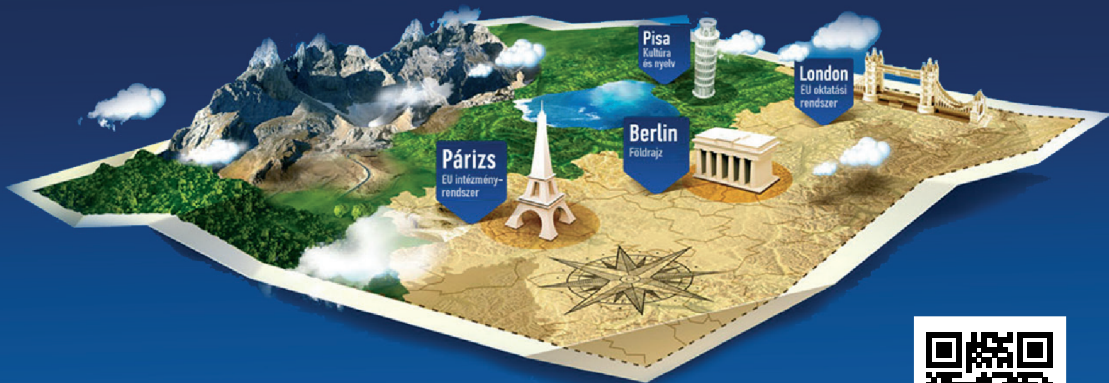 Pisa
Kultúra
és nyelv
London
EU oktatási
rendszer
Berlin
Földrajz
Párizs
EU intézmény-
rendszer